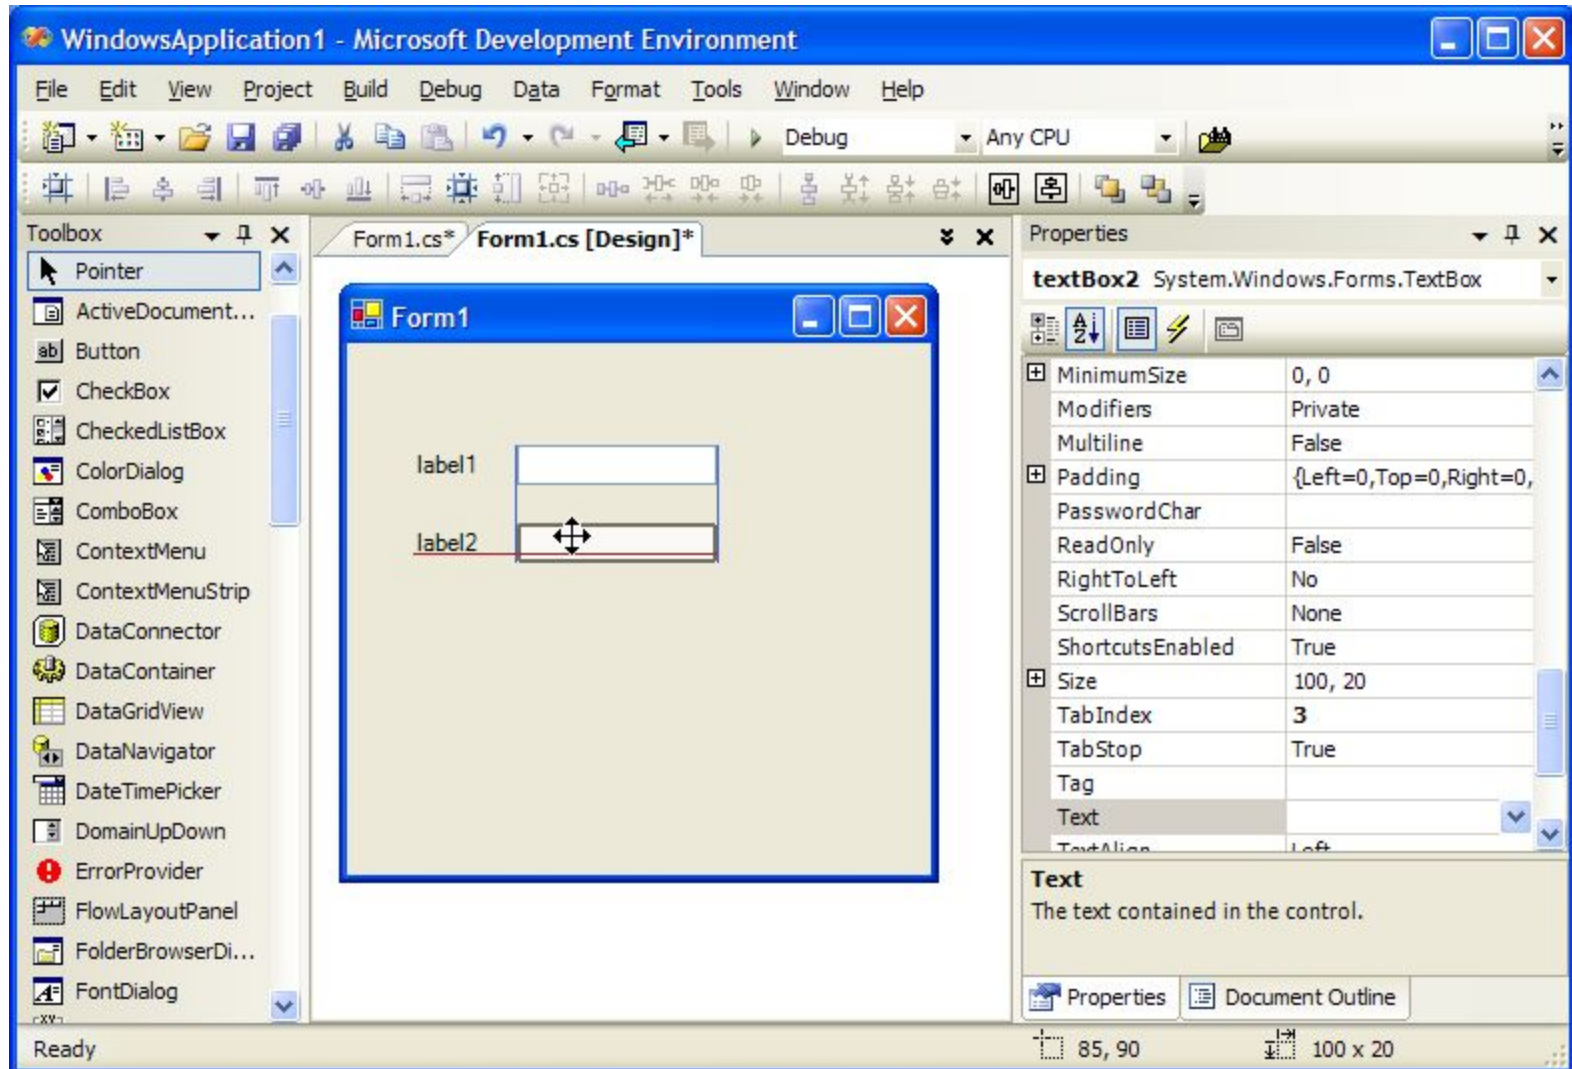 WindowsApplication1 - Microsoft Development Environment
File Edit View Project Build Debug Data Format Tools Window Help
Debug Any CPU
Toolbox
Pointer
ActiveDocument...
ab Button
CheckBox
CheckedListBox
ColorDialog
ComboBox
ContextMenu
ContextMenuStrip
DataConnector
DataContainer
DataGridView
DataNavigator
DateTimePicker
DomainUpDown
ErrorProvider
FlowLayoutPanel
FolderBrowserDi...
FontDialog
Form1.cs* Form1.cs [Design]*
Form1
label1
label2
Properties
textBox2 System.Windows.Forms.TextBox
MinimumSize 0, 0
Modifiers Private
Multiline False
Padding {Left=0,Top=0,Right=0,
PasswordChar
ReadOnly False
RightToLeft No
ScrollBars None
ShortcutsEnabled True
Size 100, 20
TabIndex 3
TabStop True
Tag
Text
TextAlign Left
Text
The text contained in the control.
Properties Document Outline
Ready 85, 90 100 x 20